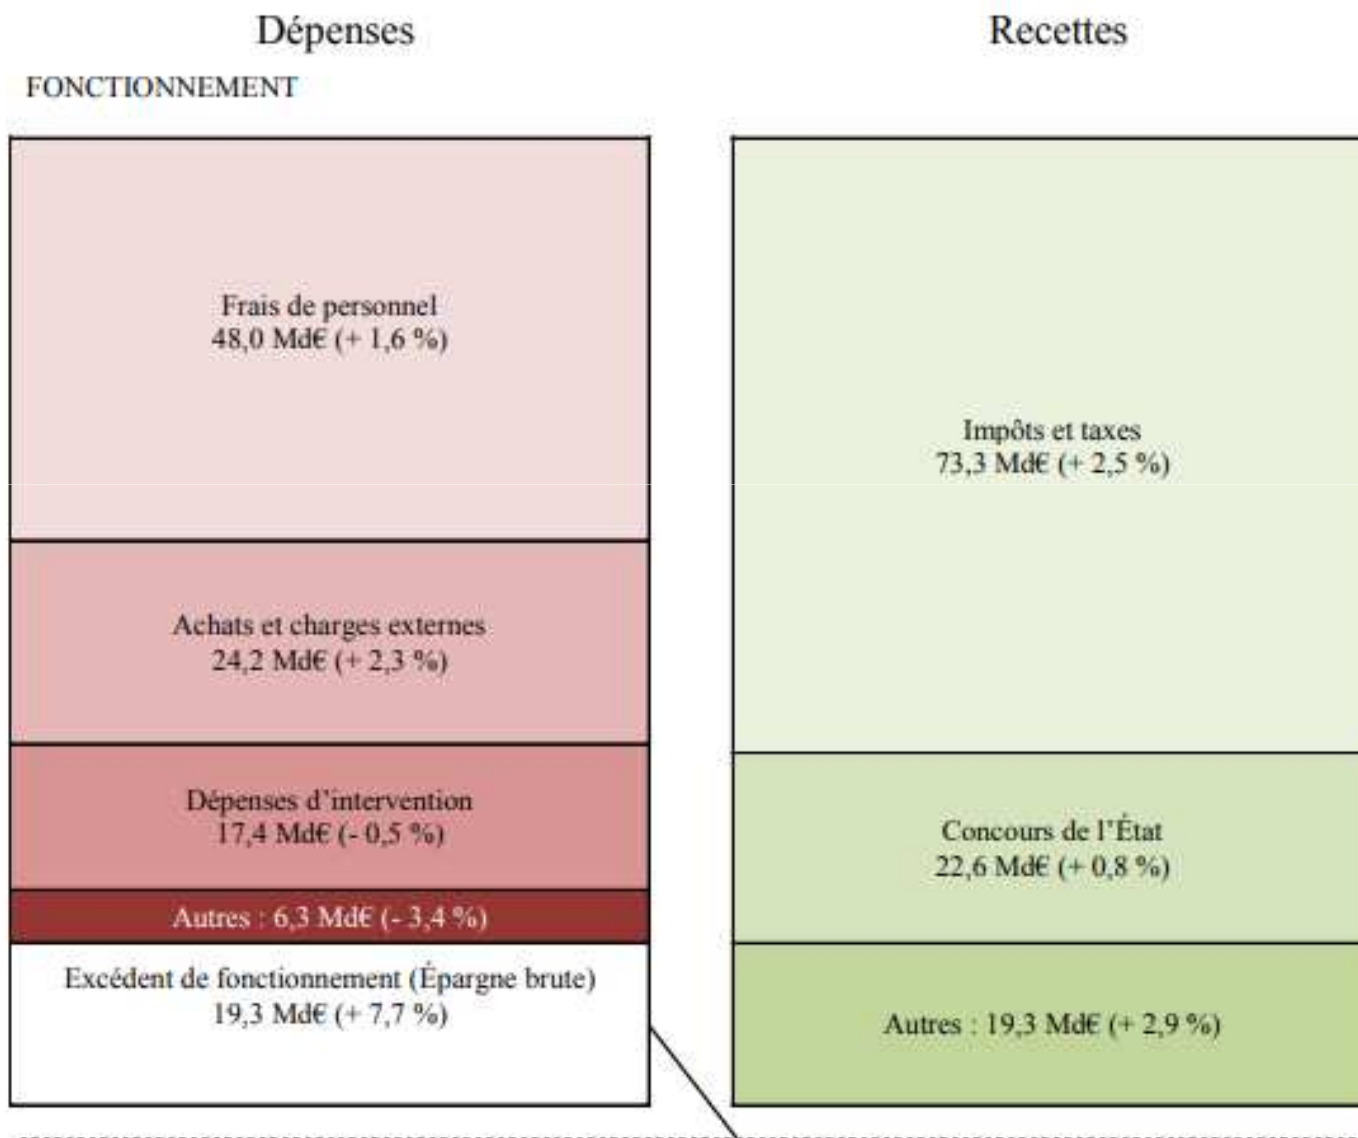 Dépenses
Recettes
FONCTIONNEMENT
Frais de personnel
48,0 Md€ (+ 1,6 %)
Achats et charges externes
24,2 Md€ (+ 2,3 %)
Dépenses d’intervention
17,4 Md€ (- 0,5 %)
Autres : 6,3 Md€ (- 3,4 %)
Excédent de fonctionnement (Épargne brute)
19,3 Md€ (+ 7,7 %)
Impôts et taxes
73,3 Md€ (+ 2,5 %)
Concours de l’État
22,6 Md€ (+ 0,8 %)
Autres : 19,3 Md€ (+ 2,9 %)